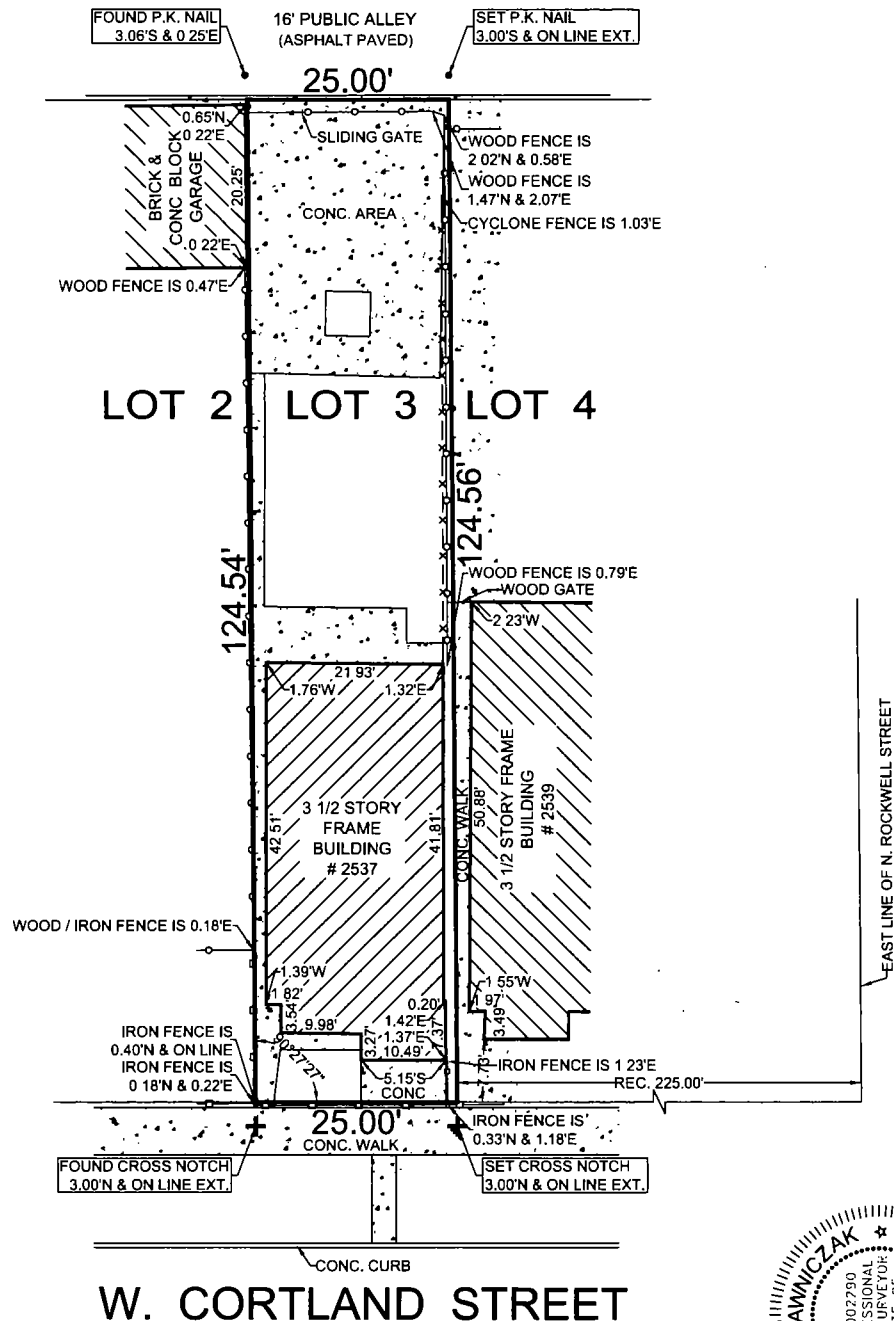 FOUND P.K. NAIL
3.06'S & 0 25'E
16' PUBLIC ALLEY
(ASPHALT PAVED)
SET P.K. NAIL
3.00'S & ON LINE EXT.
25.00'
0.65'N
0 22'E
SLIDING GATE
BRICK &
CONC BLOCK
GARAGE
20.25'
WOOD FENCE IS
2.02'N & 0.58'E
WOOD FENCE IS
1.47'N & 2.07'E
CONC. AREA
CYCLONE FENCE IS 1.03'E
0 22'E
WOOD FENCE IS 0.47'E
LOT 2
LOT 3
LOT 4
124.54'
124.56'
WOOD FENCE IS 0.79'E
WOOD GATE
2 23'W
21 93'
1.76'W
1.32'E
3 1/2 STORY
FRAME
BUILDING
# 2537
42 51'
41.81'
CONC. WALK
50.88'
3 1/2 STORY FRAME
BUILDING
# 2539
EAST LINE OF N. ROCKWELL STREET
WOOD / IRON FENCE IS 0.18'E
1.39'W
1 82'
3.54'
9.98'
0.20'
1.42'E
1.37'E
10.49'
3.27'
1 55'W
1 97'
3.49'
90°27'27"
IRON FENCE IS
0.40'N & ON LINE
IRON FENCE IS
0 18'N & 0.22'E
5.15'S
CONC
7.73'
IRON FENCE IS 1 23'E
REC. 225.00'
25.00'
CONC. WALK
IRON FENCE IS
0.33'N & 1.18'E
FOUND CROSS NOTCH
3.00'N & ON LINE EXT.
SET CROSS NOTCH
3.00'N & ON LINE EXT.
CONC. CURB
W. CORTLAND STREET
AWNICZAK
002790